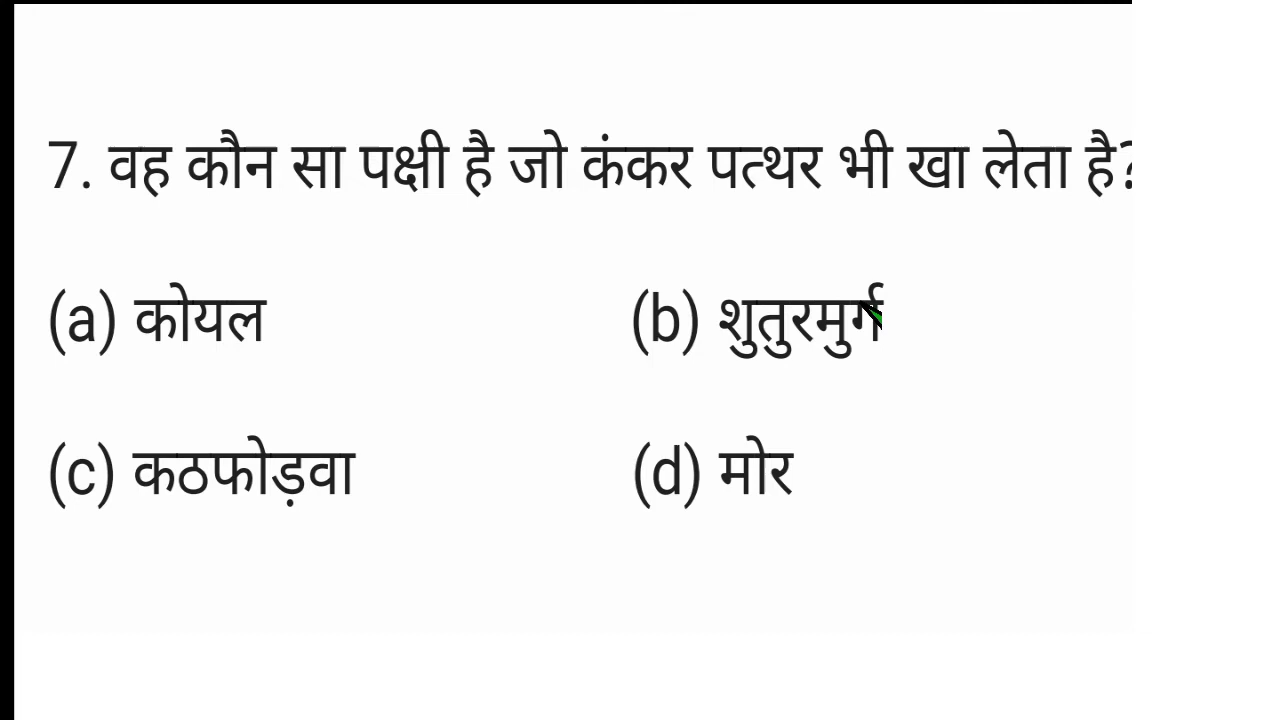 7. वह कौन सा पक्षी है जो कंकर पत्थर भी खा लेता है?
(a) कोयल (b) शुतुरमुर्ग
(c) कठफोड़वा (d) मोर